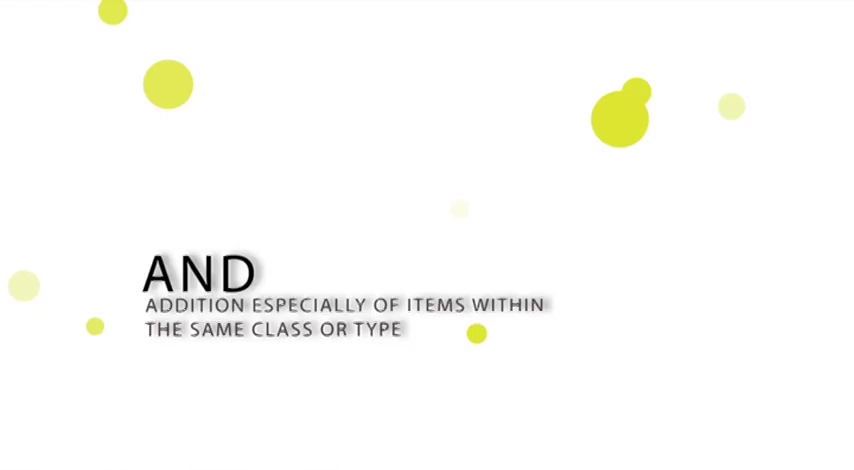 AND
ADDITION ESPECIALLY OF ITEMS WITHIN
THE SAME CLASS OR TYPE